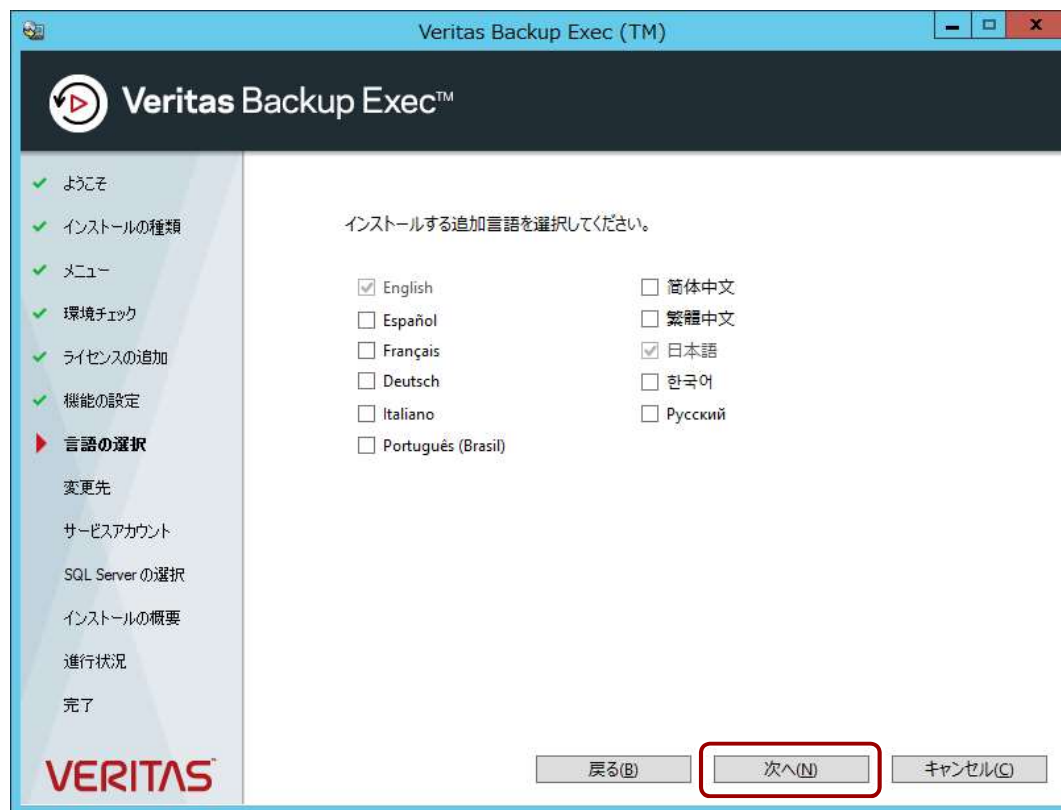 Veritas Backup Exec (TM)
Veritas Backup Exec™
ようこそ
インストールの種類
メニュー
環境チェック
ライセンスの追加
機能の設定
言語の選択
変更先
サービスアカウント
SQL Server の選択
インストールの概要
進行状況
完了
VERITAS™
インストールする追加言語を選択してください。
English
Español
Français
Deutsch
Italiano
Português (Brasil)
简体中文
繁體中文
日本語
한국어
Русский
戻る(B)
次へ(N)
キャンセル(C)